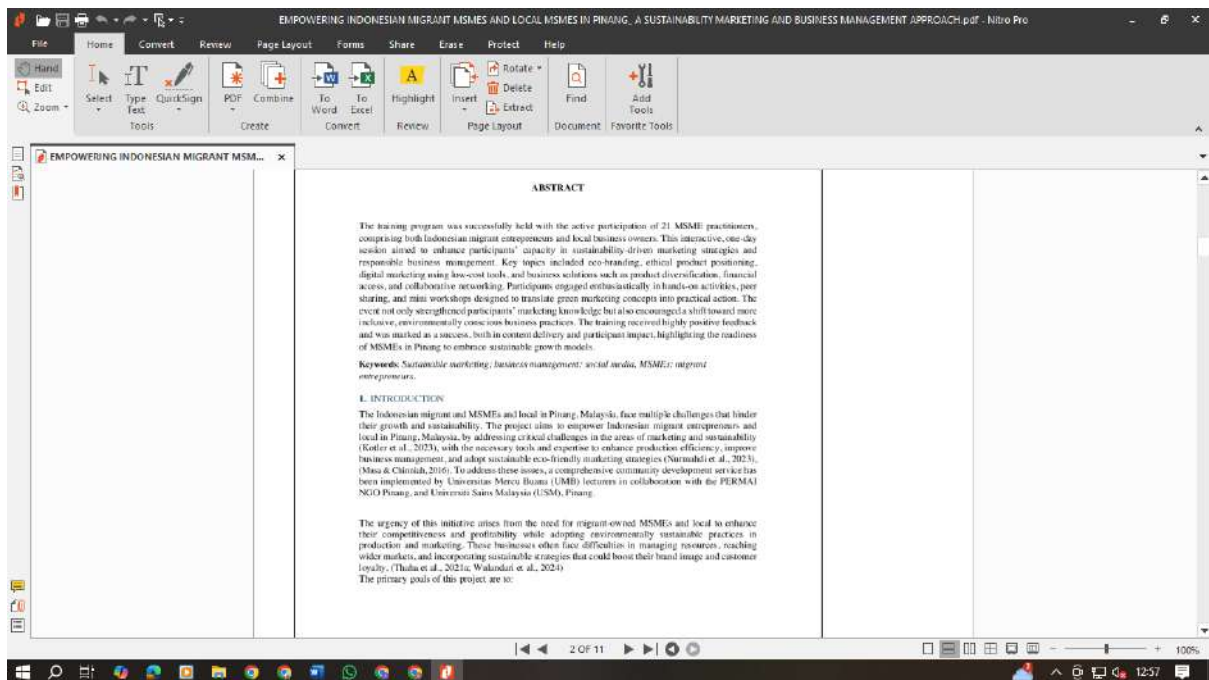 EMPOWERING INDONESIAN MIGRANT MSMES AND LOCAL MSMES IN PINANG_ A SUSTAINABILITY MARKETING AND BUSINESS MANAGEMENT APPROACH.pdf - Nitro Pro
File Home Convert Review Page Layout Forms Share Erase Protect Help
Hand
Edit
Zoom
Select
Type Text
QuickSign
PDF
Combine
To Word
To Excel
Highlight
Insert
Rotate
Delete
Extract
Find
Add Tools
Tools Create Convert Review Page Layout Document Favorite Tools
EMPOWERING INDONESIAN MIGRANT MSM...
ABSTRACT
The training program was successfully held with the active participation of 21 MSME practitioners,
comprising both Indonesian migrant entrepreneurs and local business owners. This interactive, one-day
session aimed to enhance participants' capacity in sustainability-driven marketing strategies and
responsible business management. Key topics included eco-branding, ethical product positioning,
digital marketing using low-cost tools, and business solutions such as product diversification, financial
access, and collaborative networking. Participants engaged enthusiastically in hands-on activities, peer
sharing, and mini workshops designed to translate green marketing concepts into practical action. The
event not only strengthened participants' marketing knowledge but also encouraged a shift toward more
inclusive, environmentally conscious business practices. The training received highly positive feedback
and was marked as a success, both in content delivery and participant impact, highlighting the readiness
of MSMEs in Pinang to embrace sustainable growth models.
Keywords: Sustainable marketing; business management; social media, MSMEs; migrant
entrepreneurs.
1. INTRODUCTION
The Indonesian migrant and MSMEs and local in Pinang, Malaysia, face multiple challenges that hinder
their growth and sustainability. The project aims to empower Indonesian migrant entrepreneurs and
local in Pinang, Malaysia, by addressing critical challenges in the areas of marketing and sustainability
(Kotler et al., 2023), with the necessary tools and expertise to enhance production efficiency, improve
business management, and adopt sustainable eco-friendly marketing strategies (Nurmahdi et al., 2023),
(Masa & Chinniah, 2016). To address these issues, a comprehensive community development service has
been implemented by Universitas Mercu Buana (UMB) lecturers in collaboration with the PERMAI
NGO Pinang, and Universiti Sains Malaysia (USM), Pinang.
The urgency of this initiative arises from the need for migrant-owned MSMEs and local to enhance
their competitiveness and profitability while adopting environmentally sustainable practices in
production and marketing. These businesses often face difficulties in managing resources, reaching
wider markets, and incorporating sustainable strategies that could boost their brand image and customer
loyalty. (Thaha et al., 2021a; Wulandari et al., 2024)
The primary goals of this project are to:
2 OF 11
100%
12:57